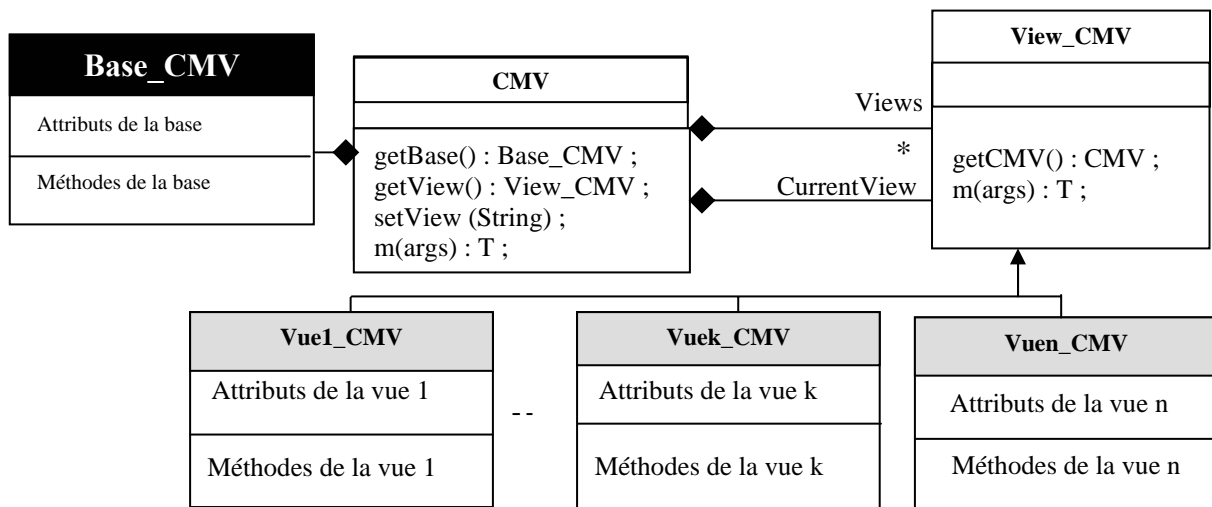 Base_CMV
Attributs de la base
Méthodes de la base
CMV
getBase() : Base_CMV ;
getView() : View_CMV ;
setView (String) ;
m(args) : T ;
Views
*
CurrentView
View_CMV
getCMV() : CMV ;
m(args) : T ;
Vue1_CMV
Attributs de la vue 1
Méthodes de la vue 1
--
Vuek_CMV
Attributs de la vue k
Méthodes de la vue k
Vuen_CMV
Attributs de la vue n
Méthodes de la vue n